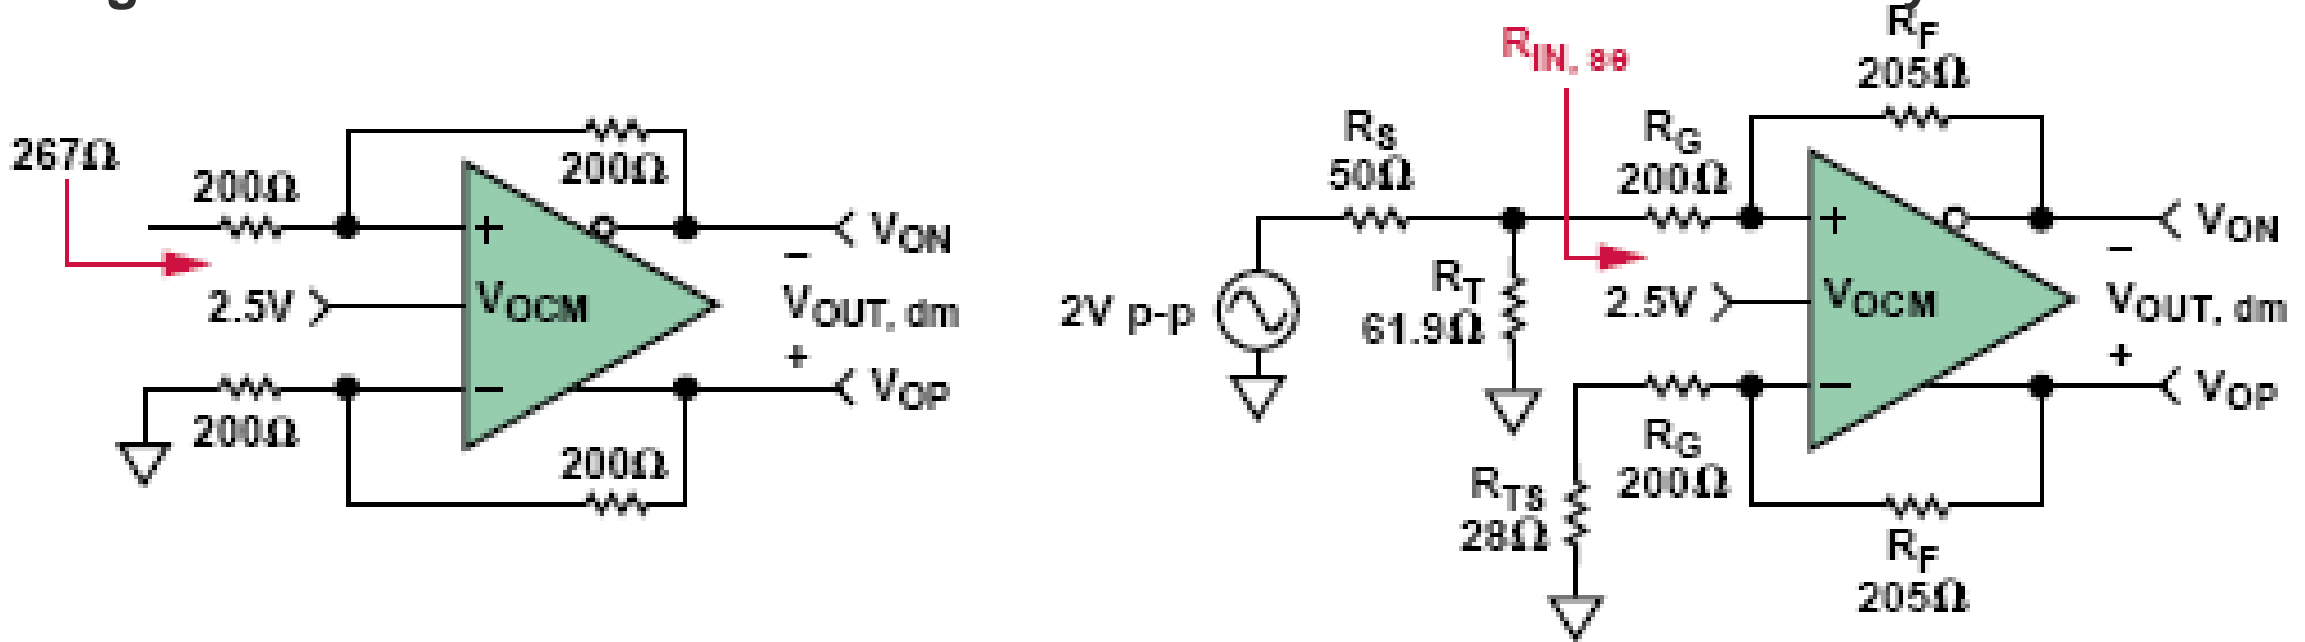 267Ω
200Ω
200Ω
+
VON
−
2.5V
VOCM
VOUT, dm
+
−
VOP
200Ω
200Ω
RIN, se
RF
205Ω
RS
50Ω
RG
200Ω
+
VON
−
RT
61.9Ω
2V p-p
2.5V
VOCM
VOUT, dm
+
−
VOP
RG
200Ω
RTS
28Ω
RF
205Ω